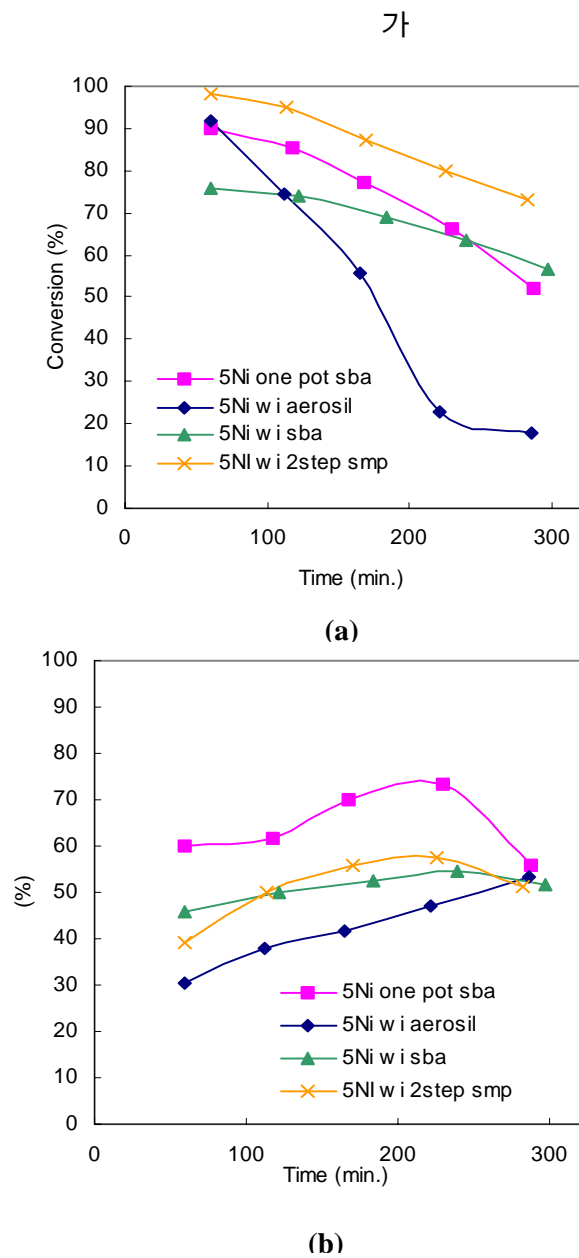 가
100
90
80
70
60
50
40
30
20
10
0
Conversion (%)
5Ni one pot sba
5Ni w i aerosil
5Ni w i sba
5NI w i 2step smp
0 100 200 300
Time (min.)
(a)
100
90
80
70
60
50
40
30
20
10
0
(%)
5Ni one pot sba
5Ni w i aerosil
5Ni w i sba
5NI w i 2step smp
0 100 200 300
Time (min.)
(b)